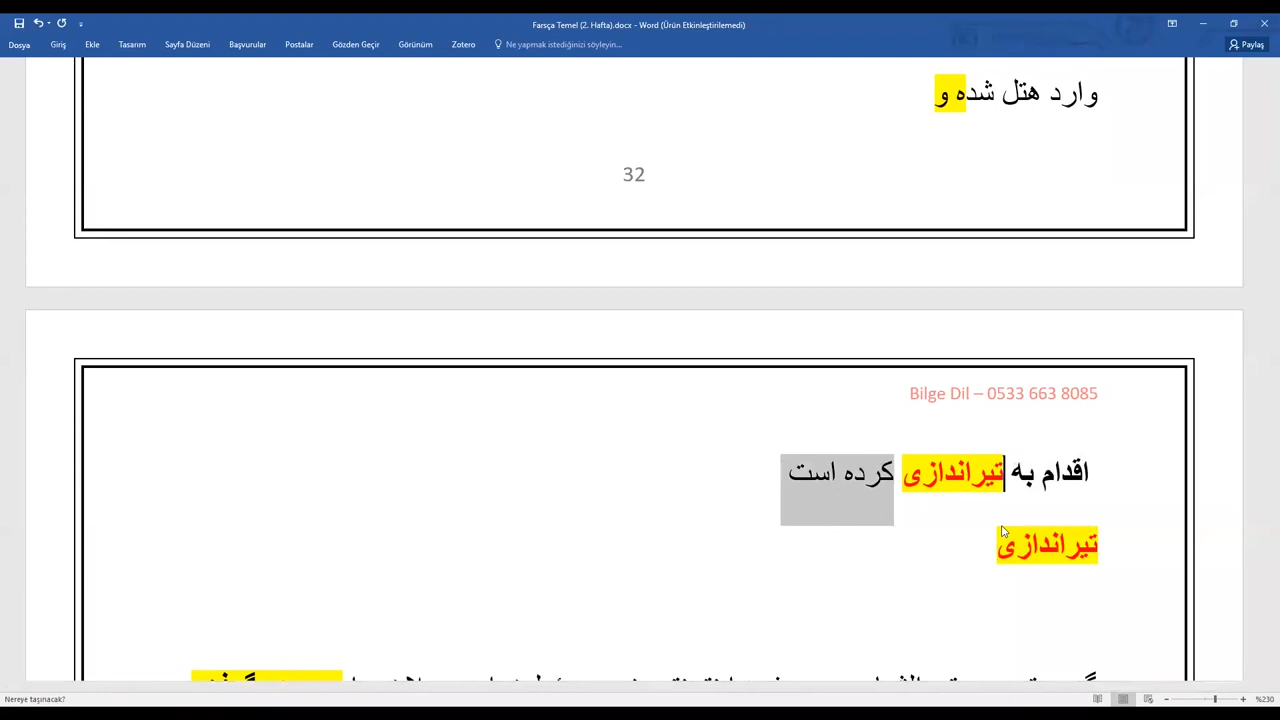 Farsça Temel (2. Hafta).docx - Word (Ürün Etkinleştirilemedi)
Dosya Giriş Ekle Tasarım Sayfa Düzeni Başvurular Postalar Gözden Geçir Görünüm Zotero Ne yapmak istediğinizi söyleyin... Paylaş
وارد هتل شده و
32
Bilge Dil – 0533 663 8085
اقدام به تیراندازی کرده است
تیراندازی
Nereye taşınacak? %230